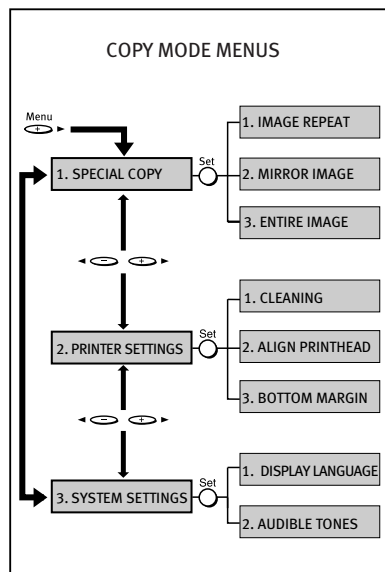 COPY MODE MENUS
Menu
+
1. SPECIAL COPY
Set
1. IMAGE REPEAT
2. MIRROR IMAGE
3. ENTIRE IMAGE
− +
2. PRINTER SETTINGS
Set
1. CLEANING
2. ALIGN PRINTHEAD
3. BOTTOM MARGIN
− +
3. SYSTEM SETTINGS
Set
1. DISPLAY LANGUAGE
2. AUDIBLE TONES